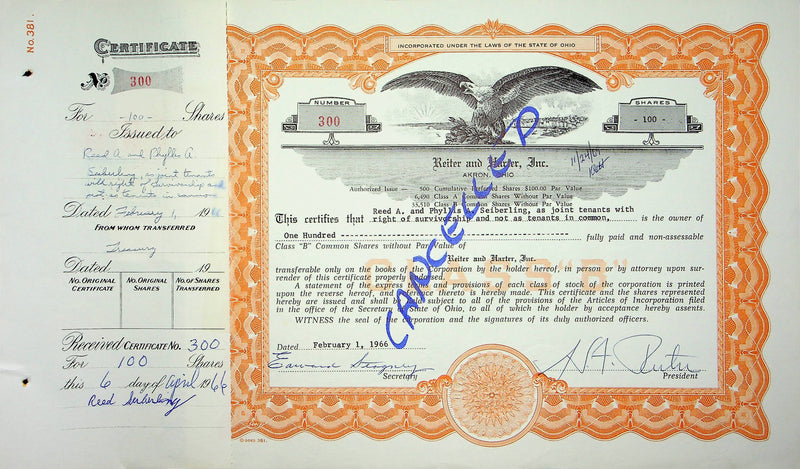 No. 381.
CERTIFICATE
No 300
For -100- Shares
Issued to
Reed A. and Phyllis A.
Seiberling, as joint tenants
with right of survivorship and
not as tenants in common
Dated February 1, 1966
FROM WHOM TRANSFERRED
Treasury
Dated 19
NO. ORIGINAL CERTIFICATE
NO. ORIGINAL SHARES
NO. OF SHARES TRANSFERRED
Received CERTIFICATE NO. 300
For 100 Shares
this 6 day of April 1966
Reed Seiberling
INCORPORATED UNDER THE LAWS OF THE STATE OF OHIO
NUMBER
300
SHARES
- 100 -
Reiter and Harter, Inc.
AKRON, OHIO
11/24/69
CANCELLED
Authorized Issue — 500 Cumulative Preferred Shares $100.00 Par Value
6,490 Class A Common Shares Without Par Value
33,510 Class B Common Shares Without Par Value
This certifies that Reed A. and Phyllis A. Seiberling, as joint tenants with
right of survivorship and not as tenants in common, is the owner of
One Hundred fully paid and non-assessable
Class "B" Common Shares without Par Value of
Reiter and Harter, Inc.
CLASS "B"
transferable only on the books of the Corporation by the holder hereof, in person or by attorney upon sur-
render of this certificate properly endorsed.
A statement of the express terms and provisions of each class stock of the corporation is printed
upon the reverse hereof, and reference thereto is hereby made. This certificate and the shares represented
hereby are issued and shall be held subject to all of the provisions of the Articles of Incorporation filed
in the office of the Secretary of State of Ohio, to all of which the holder by acceptance hereby assents.
WITNESS the seal of the Corporation and the signatures of its duly authorized officers.
Dated February 1, 1966
Secretary
President